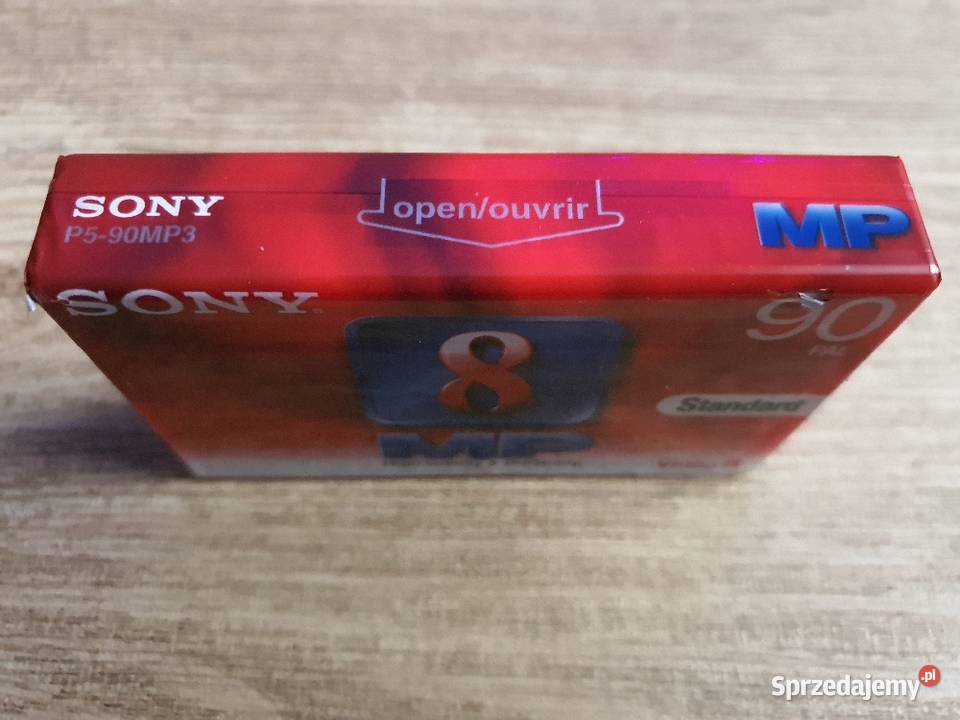 SONY
P5-90MP3
open/ouvrir
MP
SONY
90
PAL
8
Standard
MP
Sprzedajemy.pl